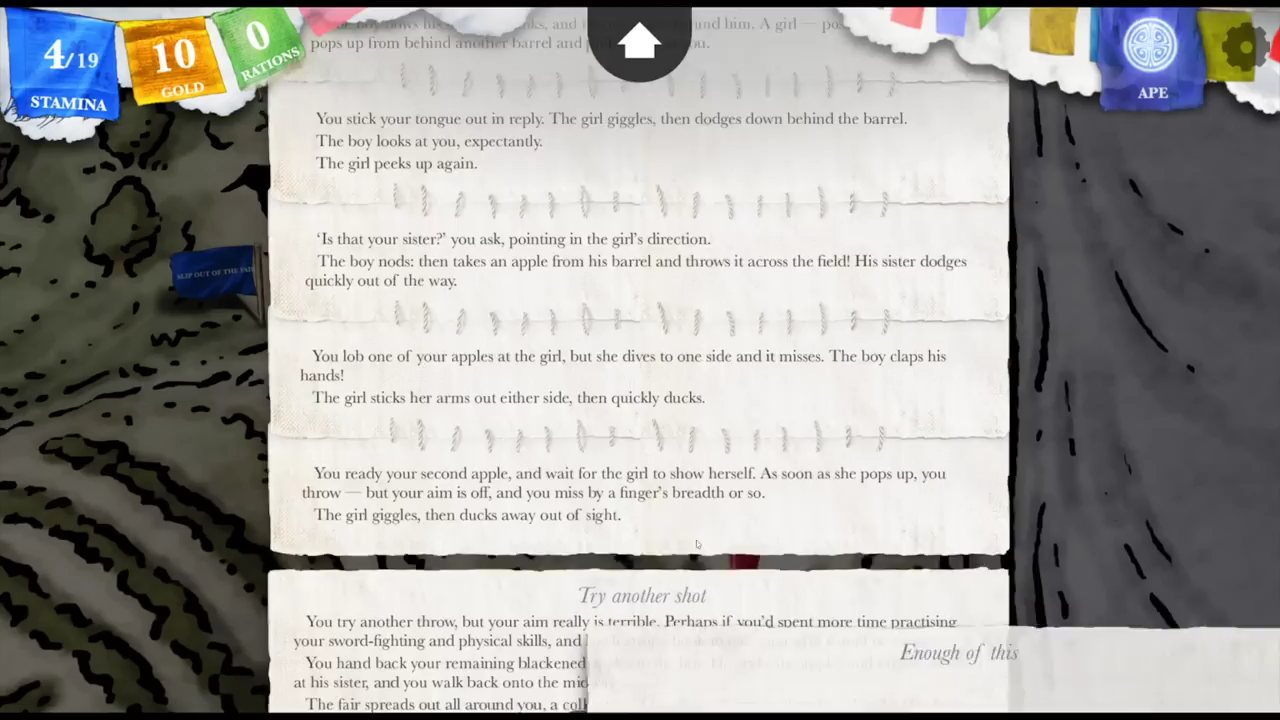 4/19
STAMINA
10
GOLD
0
RATIONS
APE
und him. A girl —
pops up from behind another barrel and
You stick your tongue out in reply. The girl giggles, then dodges down behind the barrel.
The boy looks at you, expectantly.
The girl peeks up again.
'Is that your sister?' you ask, pointing in the girl's direction.
The boy nods: then takes an apple from his barrel and throws it across the field! His sister dodges
quickly out of the way.
SLIP OUT OF THE FAI
You lob one of your apples at the girl, but she dives to one side and it misses. The boy claps his
hands!
The girl sticks her arms out either side, then quickly ducks.
You ready your second apple, and wait for the girl to show herself. As soon as she pops up, you
throw — but your aim is off, and you miss by a finger's breadth or so.
The girl giggles, then ducks away out of sight.
Try another shot
You try another throw, but your aim really is terrible. Perhaps if you'd spent more time practising
your sword-fighting and physical skills, and
Enough of this
You hand back your remaining blackened
at his sister, and you walk back onto the mid
The fair spreads out all around you, a coll